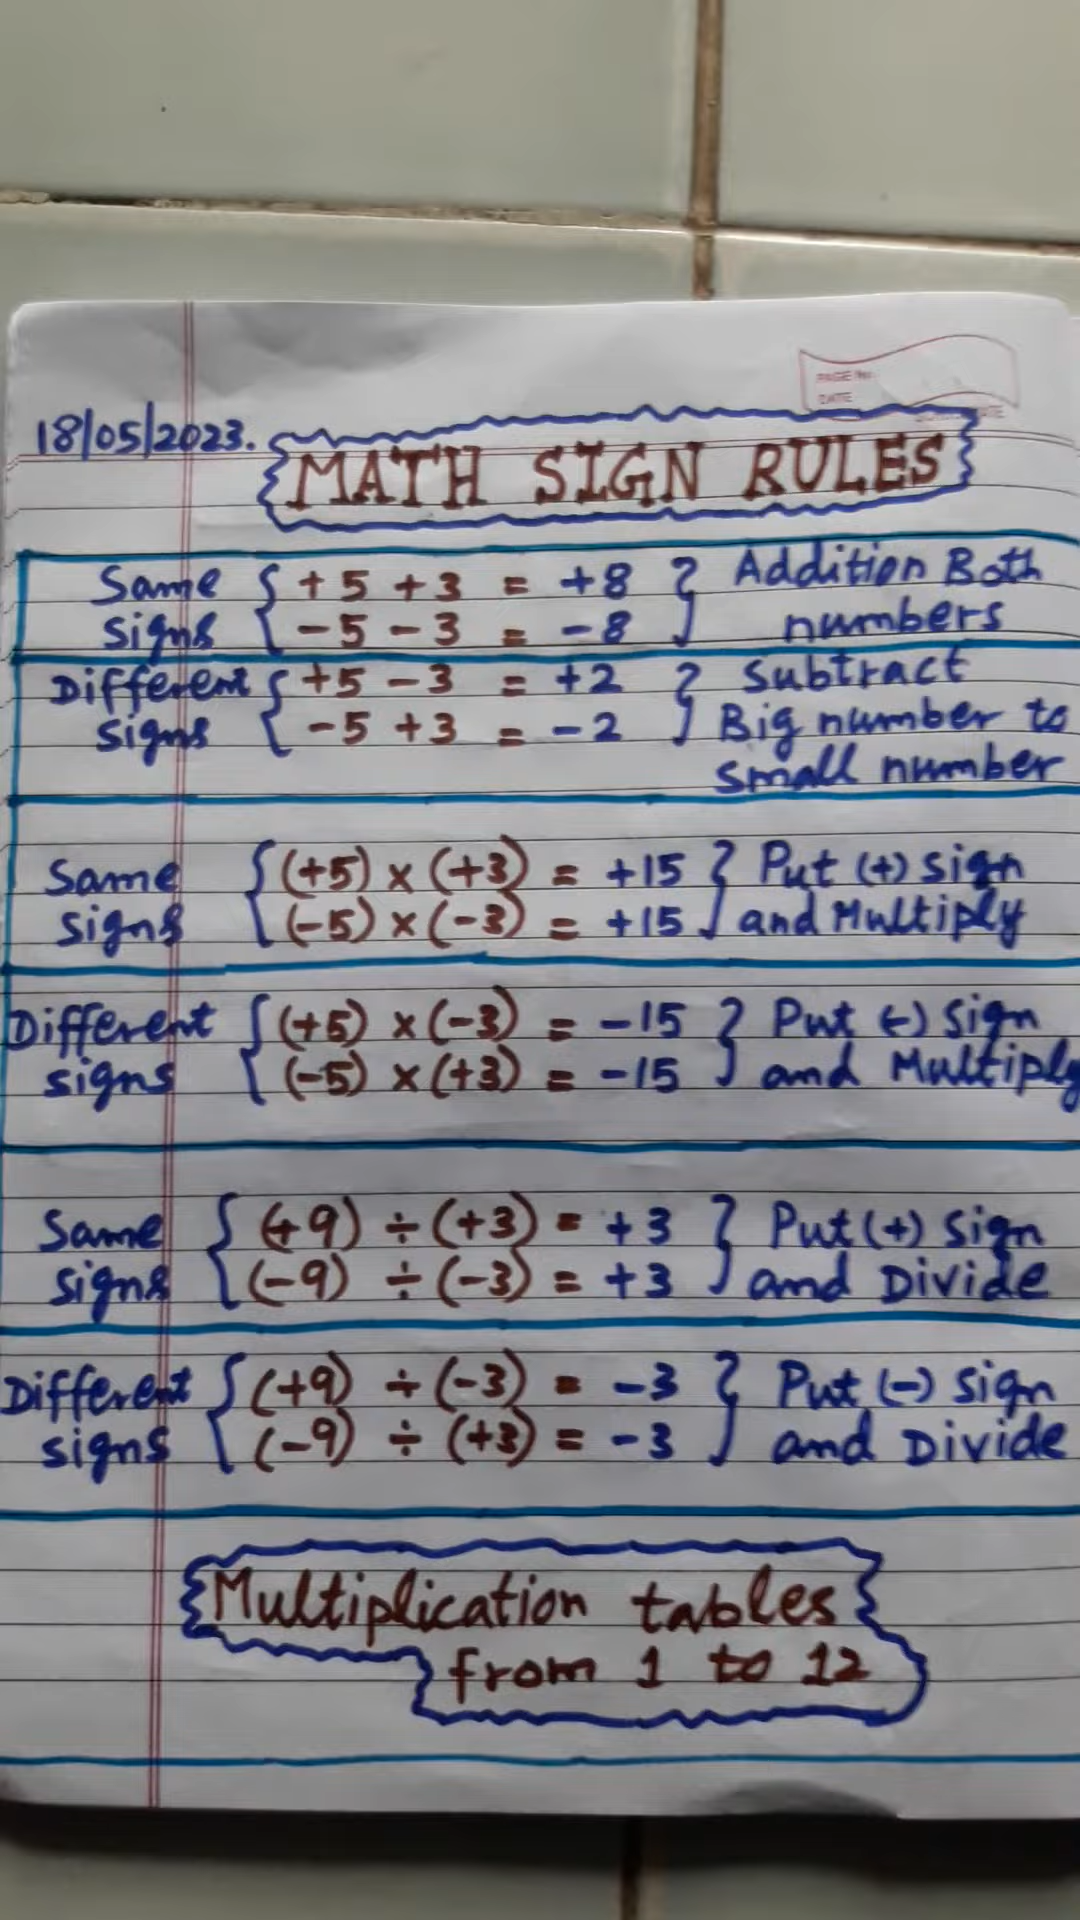 PAGE No.
DATE
18/05/2023.
MATH SIGN RULES
Same signs { +5 +3 = +8 } Addition Both
-5 -3 = -8 numbers
Different signs { +5 -3 = +2 } Subtract
-5 +3 = -2 Big number to
small number
Same signs { (+5) × (+3) = +15 } Put (+) sign
(-5) × (-3) = +15 and Multiply
Different signs { (+5) × (-3) = -15 } Put (-) sign
(-5) × (+3) = -15 and Multiply
Same signs { (+9) ÷ (+3) = +3 } Put (+) sign
(-9) ÷ (-3) = +3 and Divide
Different signs { (+9) ÷ (-3) = -3 } Put (-) sign
(-9) ÷ (+3) = -3 and Divide
Multiplication tables
from 1 to 12